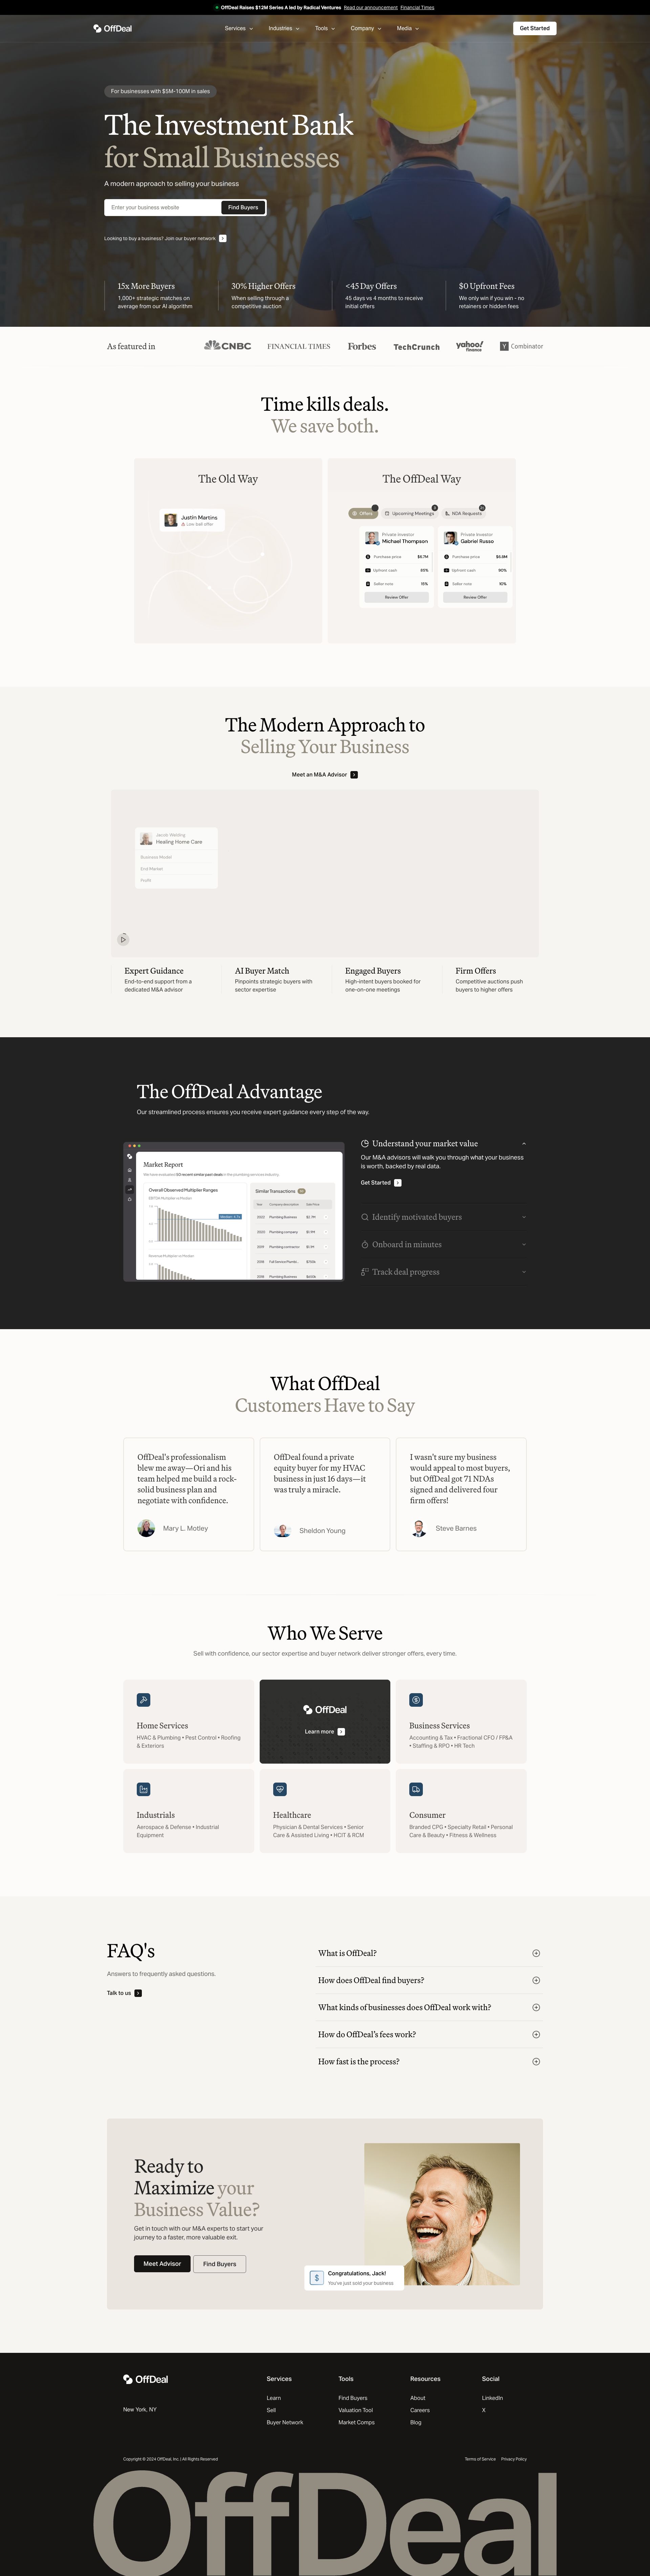 OffDeal Raises $12M Series A led by Radical Ventures Read our announcement Financial Times
OffDeal
Services Industries Tools Company Media
Get Started
For businesses with $5M-100M in sales
The Investment Bank
for Small Businesses
A modern approach to selling your business
Enter your business website
Find Buyers
Looking to buy a business? Join our buyer network
15x More Buyers
1,000+ strategic matches on
average from our AI algorithm
30% Higher Offers
When selling through a
competitive auction
<45 Day Offers
45 days vs 4 months to receive
initial offers
$0 Upfront Fees
We only win if you win - no
retainers or hidden fees
As featured in
CNBC
FINANCIAL TIMES
Forbes
TechCrunch
yahoo!
finance
Y Combinator
Time kills deals.
We save both.
The Old Way
Justin Martins
Low-ball offer
The OffDeal Way
Offers
Upcoming Meetings
NDA Requests
Private Investor
Michael Thompson
Purchase price $8.7M
Upfront cash 85%
Seller note 15%
Review Offer
Private Investor
Gabriel Russo
Purchase price
Upfront cash 90%
Seller note 10%
Review Offer
The Modern Approach to
Selling Your Business
Meet an M&A Advisor
Jacob Welling
Healing Home Care
Business Model
End Market
Profit
Expert Guidance
End-to-end support from a
dedicated M&A advisor
AI Buyer Match
Pinpoints strategic buyers with
sector expertise
Engaged Buyers
High-intent buyers booked for
one-on-one meetings
Firm Offers
Competitive auctions push
buyers to higher offers
The OffDeal Advantage
Our streamlined process ensures you receive expert guidance every step of the way.
Market Report
Overall Observed Multiplier Ranges
EBITDA Multiplier vs Median
Revenue Multiplier vs Median
Similar Transactions
Understand your market value
Our M&A advisors will walk you through what your business
is worth, backed by real data.
Get Started
Identify motivated buyers
Onboard in minutes
Track deal progress
What OffDeal
Customers Have to Say
OffDeal's professionalism
blew me away—Ori and his
team helped me build a rock-
solid business plan and
negotiate with confidence.
Mary L. Motley
OffDeal found a private
equity buyer for my HVAC
business in just 16 days—it
was truly a miracle.
Sheldon Young
I wasn't sure my business
would appeal to most buyers,
but OffDeal got 71 NDAs
signed and delivered four
firm offers!
Steve Barnes
Who We Serve
Sell with confidence, our sector expertise and buyer network deliver stronger offers, every time.
Home Services
HVAC & Plumbing • Pest Control • Roofing
& Exteriors
OffDeal
Learn more
Business Services
Accounting & Tax • Fractional CFO / FP&A
• Staffing & RPO • HR Tech
Industrials
Aerospace & Defense • Industrial
Equipment
Healthcare
Physician & Dental Services • Senior
Care & Assisted Living • HCIT & RCM
Consumer
Branded CPG • Specialty Retail • Personal
Care & Beauty • Fitness & Wellness
FAQ's
Answers to frequently asked questions.
Talk to us
What is OffDeal?
How does OffDeal find buyers?
What kinds of businesses does OffDeal work with?
How do OffDeal's fees work?
How fast is the process?
Ready to
Maximize your
Business Value?
Get in touch with our M&A experts to start your
journey to a faster, more valuable exit.
Meet Advisor
Find Buyers
Congratulations, Jack!
You've just sold your business
OffDeal
New York, NY
Services
Learn
Sell
Buyer Network
Tools
Find Buyers
Valuation Tool
Market Comps
Resources
About
Careers
Blog
Social
LinkedIn
X
Copyright © 2024 OffDeal, Inc. | All Rights Reserved
Terms of Service Privacy Policy
OffDeal